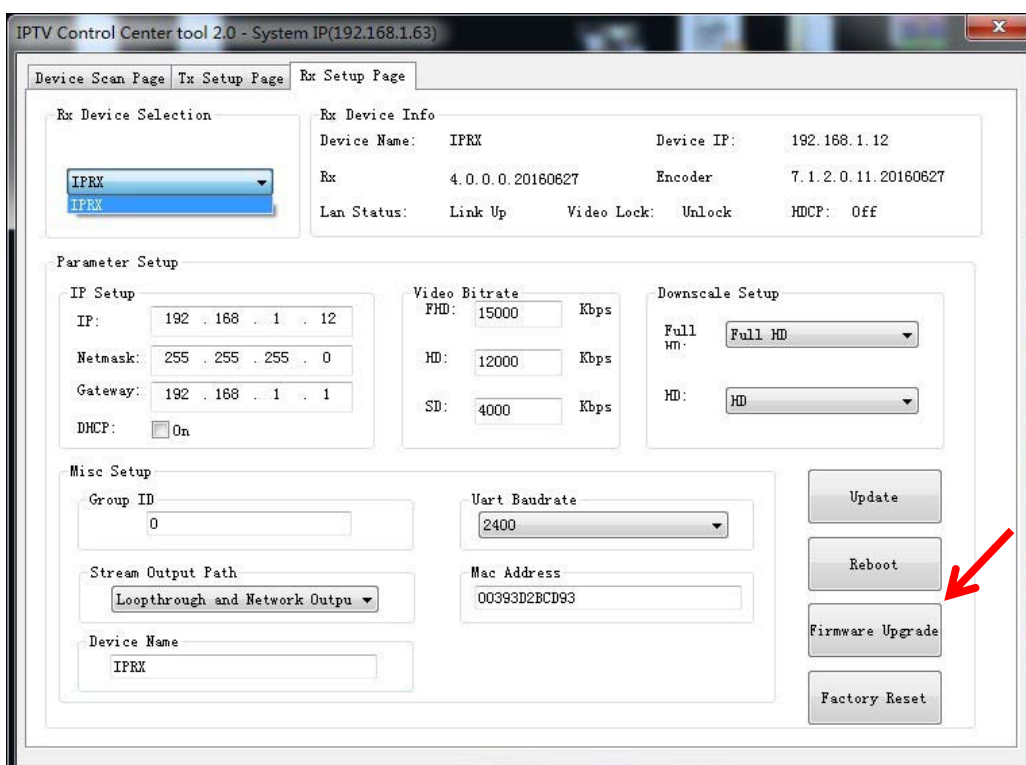 IPTV Control Center tool 2.0 - System IP(192.168.1.63)
Device Scan Page Tx Setup Page Rx Setup Page
Rx Device Selection
IPRX
IPRX
Rx Device Info
Device Name: IPRX Device IP: 192.168.1.12
Rx 4.0.0.0.20160627 Encoder 7.1.2.0.11.20160627
Lan Status: Link Up Video Lock: Unlock HDCP: Off
Parameter Setup
IP Setup
IP: 192 . 168 . 1 . 12
Netmask: 255 . 255 . 255 . 0
Gateway: 192 . 168 . 1 . 1
DHCP: On
Video Bitrate
FHD: 15000 Kbps
HD: 12000 Kbps
SD: 4000 Kbps
Downscale Setup
Full
HD:
Full HD
HD: HD
Misc Setup
Group ID
0
Uart Baudrate
2400
Stream Output Path
Loopthrough and Network Outpu
Mac Address
00393D2BCD93
Device Name
IPRX
Update
Reboot
Firmware Upgrade
Factory Reset